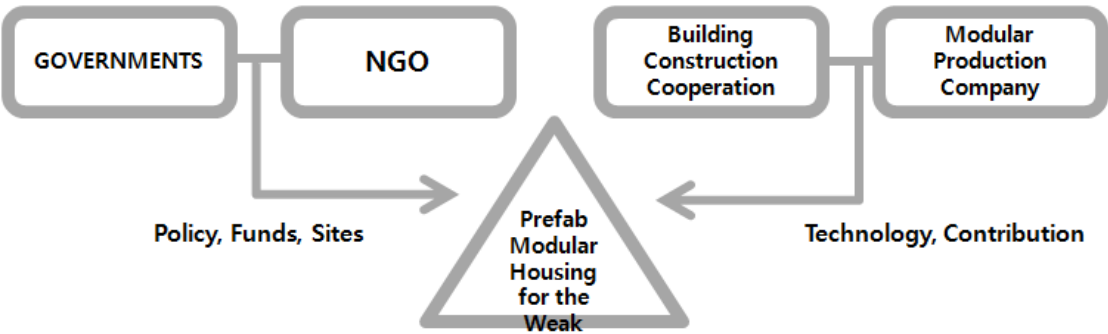 GOVERNMENTS
NGO
Building
Construction
Cooperation
Modular
Production
Company
Policy, Funds, Sites
Technology, Contribution
Prefab
Modular
Housing
for the
Weak